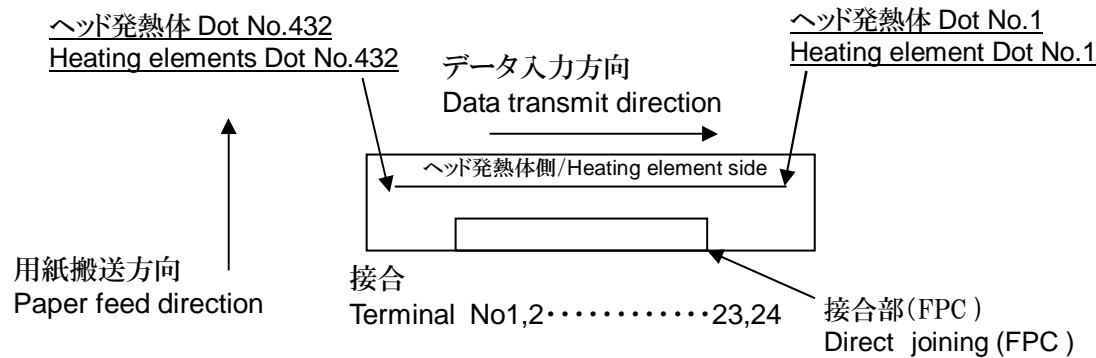 ヘッド発熱体 Dot No.432
Heating elements Dot No.432
ヘッド発熱体 Dot No.1
Heating element Dot No.1
データ入力方向
Data transmit direction
ヘッド発熱体側/Heating element side
用紙搬送方向
Paper feed direction
接合
Terminal No1,2････････････23,24
接合部(FPC )
Direct joining (FPC )